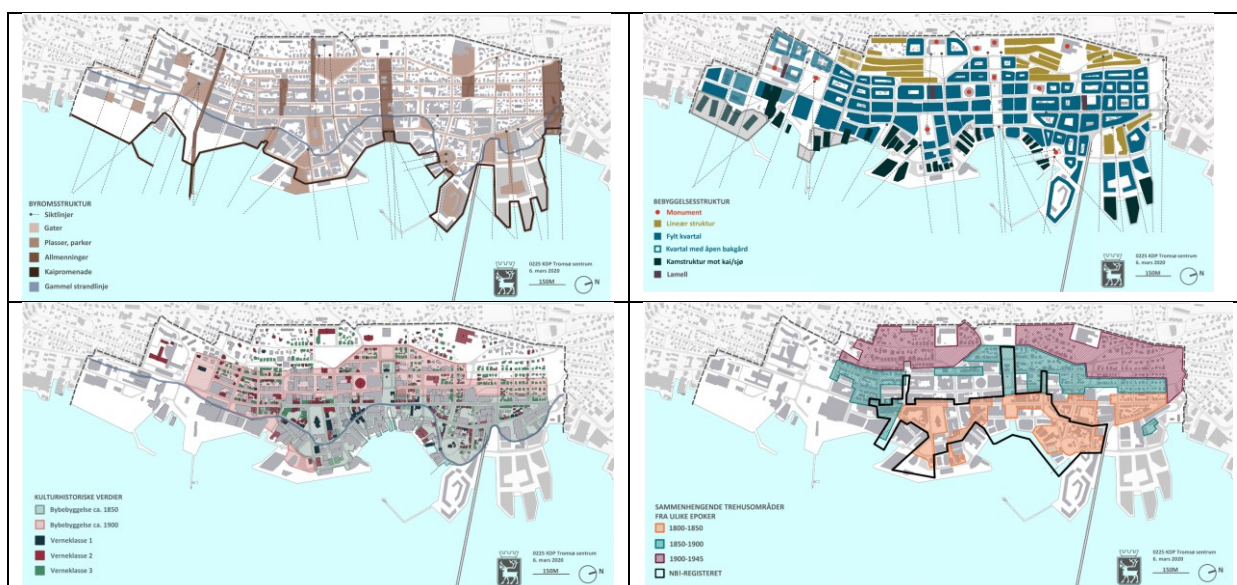 BYROMSSTRUKTUR
Siktlinjer
Gater
Plasser, parker
Allmenninger
Kaipromenade
Gammel strandlinje
0225 KDP Tromsø sentrum
6. mars 2020
150M
N
BEBYGGELSESSTRUKTUR
Monument
Lineær struktur
Fylt kvartal
Kvartal med åpen bakgård
Kamstruktur mot kai/sjø
Lamell
0225 KDP Tromsø sentrum
6. mars 2020
150M
N
KULTURHISTORISKE VERDIER
Bybebyggelse ca. 1850
Bybebyggelse ca. 1900
Verneklasse 1
Verneklasse 2
Verneklasse 3
0225 KDP Tromsø sentrum
6. mars 2020
150M
N
SAMMENHENGENDE TREHUSOMRÅDER
FRA ULIKE EPOKER
1800-1850
1850-1900
1900-1945
NB!-REGISTERET
0225 KDP Tromsø sentrum
6. mars 2020
150M
N